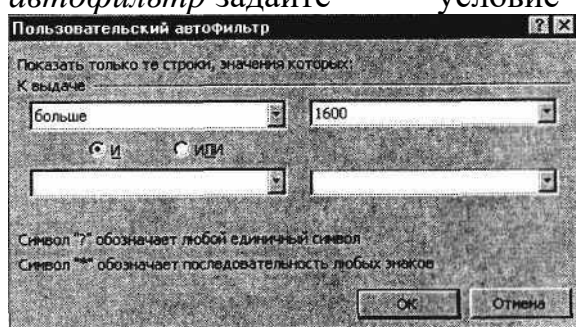 автофильтр задайте условие
Пользовательский автофильтр
Показать только те строки, значения которых:
К выдаче
больше 1600
И ИЛИ
Символ "?" обозначает любой единичный символ
Символ "*" обозначает последовательность любых знаков
ОК Отмена